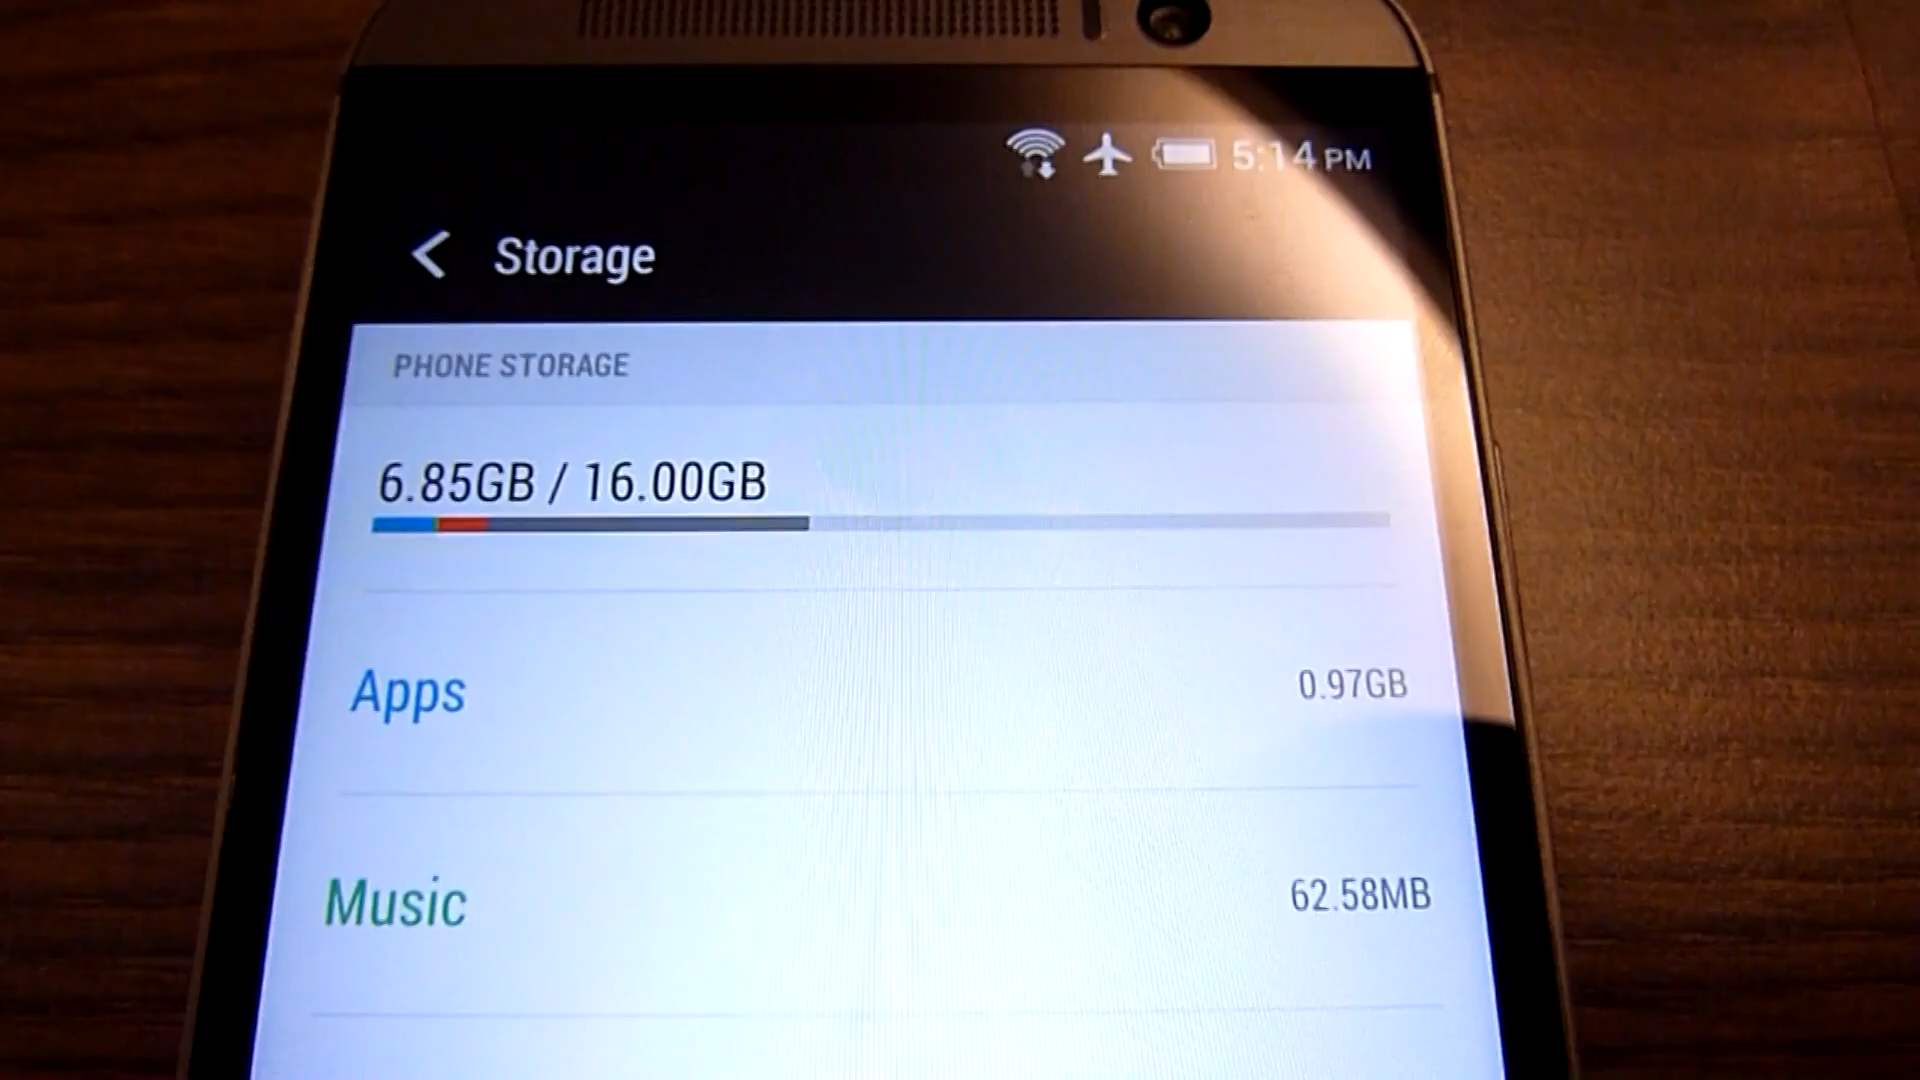 5:14 PM
Storage
PHONE STORAGE
6.85GB / 16.00GB
Apps 0.97GB
Music 62.58MB